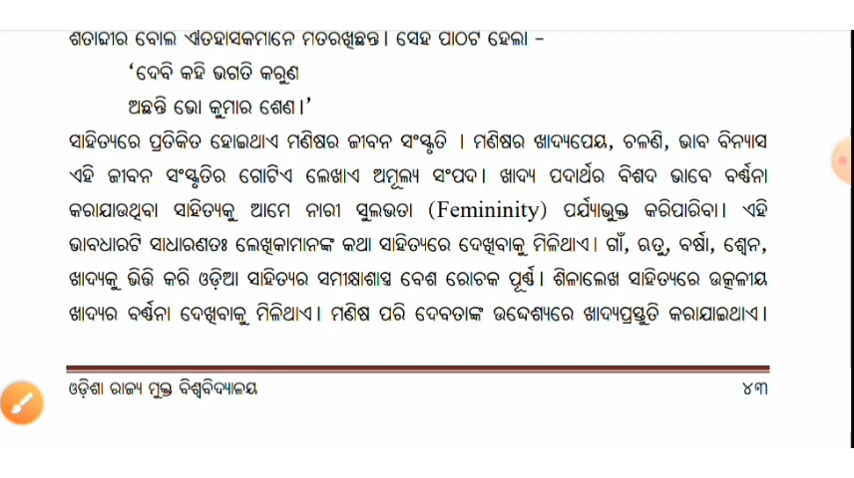 ଶତାବ୍ଦୀର ବୋଲି ଐତିହାସିକମାନେ ମତରଖିଛନ୍ତି। ସେହି ପାଠଟି ହେଲା –
‘ଦେବି କହି ଭଗତି କରୁଣ
ଅଛନ୍ତି ଭୋ କୁମାର ଶେଣ।’
ସାହିତ୍ୟରେ ପ୍ରତିକିତ ହୋଇଥାଏ ମଣିଷର ଜୀବନ ସଂସ୍କୃତି । ମଣିଷର ଖାଦ୍ୟପେୟ, ଚଳଣି, ଭାବ ବିନ୍ୟାସ
ଏହି ଜୀବନ ସଂସ୍କୃତିର ଗୋଟିଏ ଲେଖାଏ ଅମୂଲ୍ୟ ସଂପଦ। ଖାଦ୍ୟ ପଦାର୍ଥର ବିଶଦ ଭାବେ ବର୍ଣ୍ଣନା
କରାଯାଉଥିବା ସାହିତ୍ୟକୁ ଆମେ ନାରୀ ସୁଲଭତା (Femininity) ପର୍ଯ୍ୟାଭୁକ୍ତ କରିପାରିବା। ଏହି
ଭାବଧାରଟି ସାଧାରଣତଃ ଲେଖିକାମାନଙ୍କ କଥା ସାହିତ୍ୟରେ ଦେଖିବାକୁ ମିଳିଥାଏ। ଗାଁ, ଋତୁ, ବର୍ଷା, ଶ୍ୱେନ,
ଖାଦ୍ୟକୁ ଭିତ୍ତି କରି ଓଡ଼ିଆ ସାହିତ୍ୟର ସମୀକ୍ଷାଶାସ୍ତ୍ର ବେଶ ରୋଚକ ପୂର୍ଣ୍ଣ। ଶିଳାଲେଖ ସାହିତ୍ୟରେ ଉତ୍କଳୀୟ
ଖାଦ୍ୟର ବର୍ଣ୍ଣନା ଦେଖିବାକୁ ମିଳିଥାଏ। ମଣିଷ ପରି ଦେବତାଙ୍କ ଉଦ୍ଦେଶ୍ୟରେ ଖାଦ୍ୟପ୍ରସ୍ତୁତି କରାଯାଇଥାଏ।
ଓଡ଼ିଶା ରାଜ୍ୟ ମୁକ୍ତ ବିଶ୍ୱବିଦ୍ୟାଳୟ ୪୩